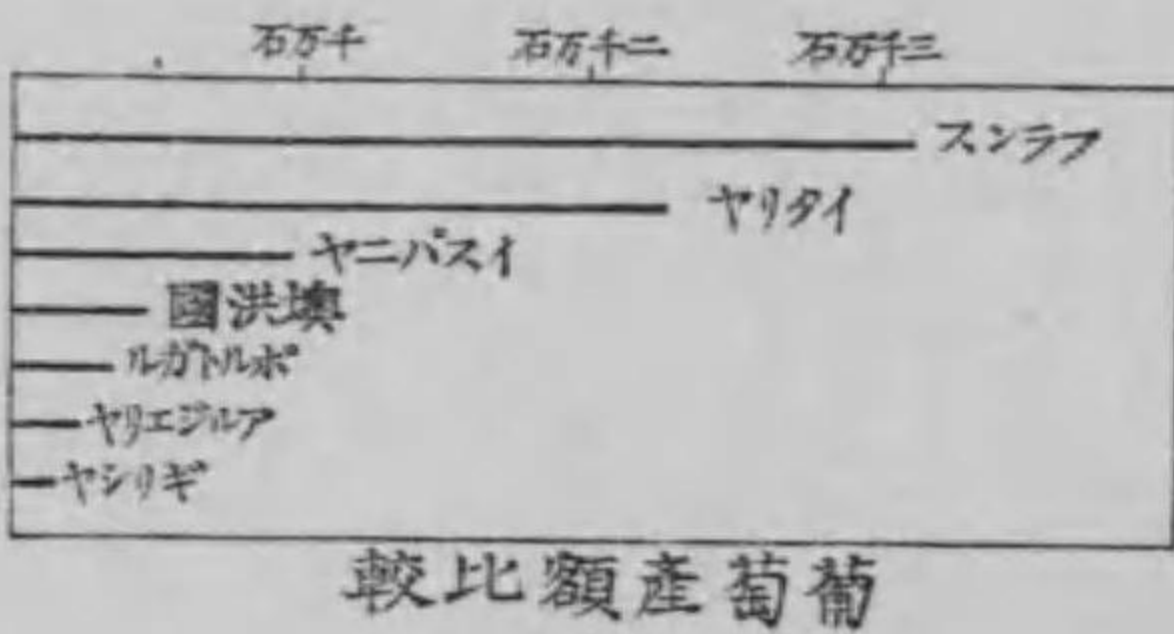 三千万石 二千万石 千万石
フランス
イタリヤ
イスパニヤ
墺洪國
ポルトガル
アルジエリヤ
ギリシヤ
葡萄産額比較